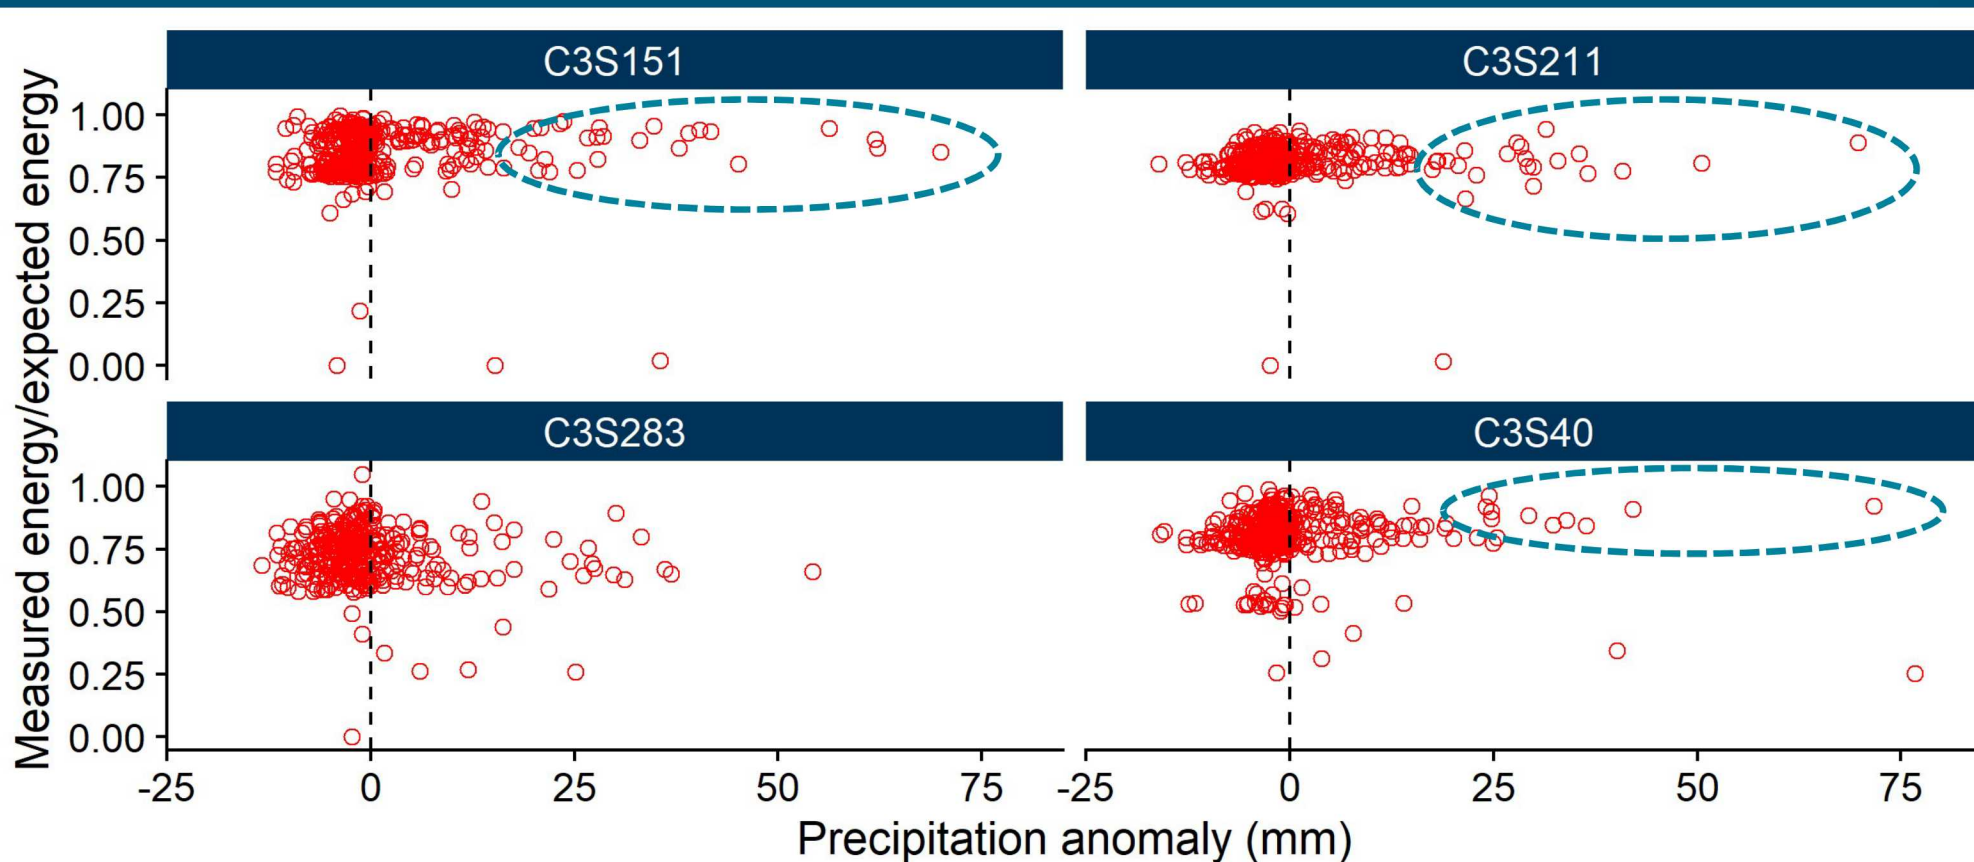 C3S151
C3S211
Measured energy/expected energy
1.00
0.75
0.50
0.25
0.00
C3S283
C3S40
1.00
0.75
0.50
0.25
0.00
-25 0 25 50 75 -25 0 25 50 75
Precipitation anomaly (mm)